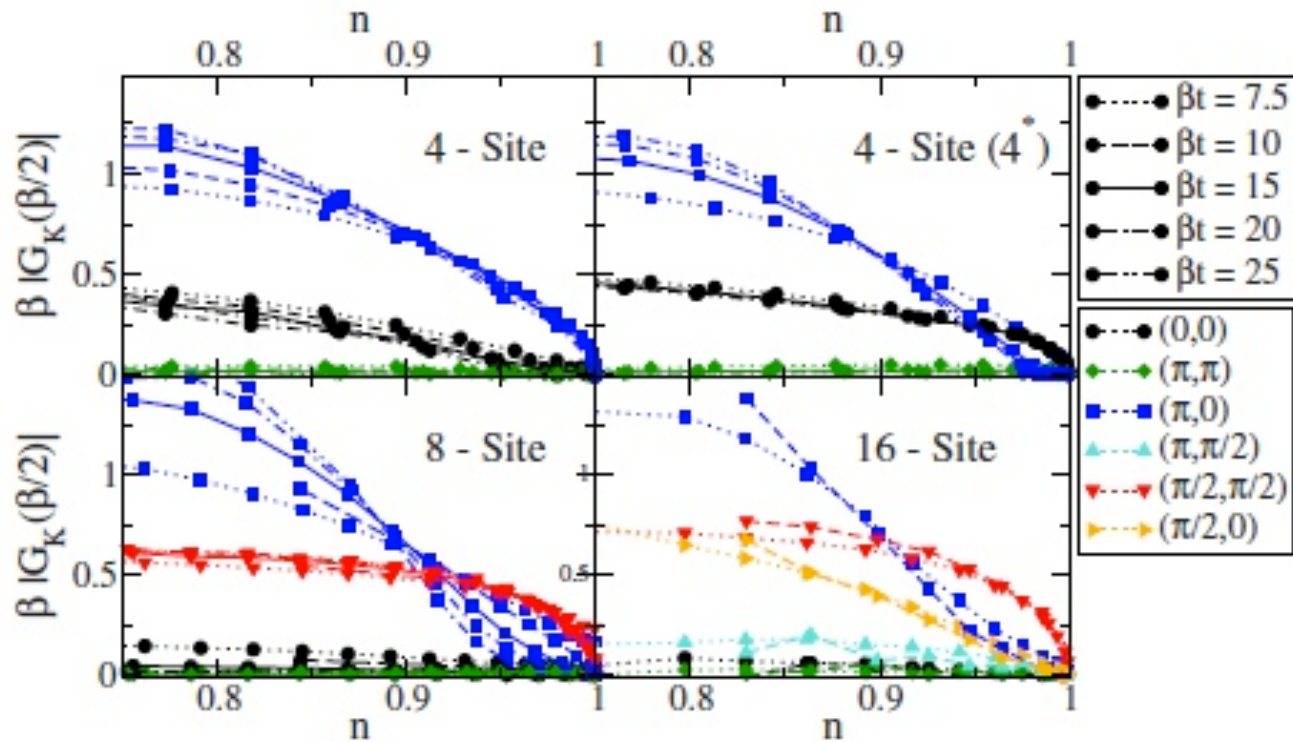 n
n
0.8
0.9
1
0.8
0.9
1
β |G_K(β/2)|
1
0.5
0
4 - Site
4 - Site (4*)
βt = 7.5
βt = 10
βt = 15
βt = 20
βt = 25
β |G_K(β/2)|
1
0.5
0
8 - Site
1
0.5
0
16 - Site
(0,0)
(π,π)
(π,0)
(π,π/2)
(π/2,π/2)
(π/2,0)
0.8
0.9
1
0.8
0.9
1
n
n